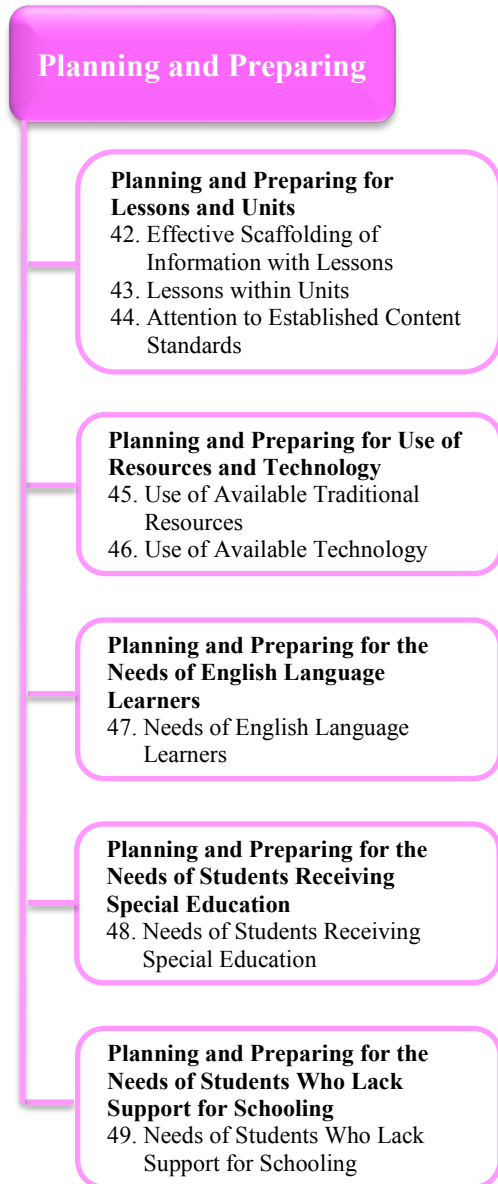 Planning and Preparing
Planning and Preparing for
Lessons and Units
42. Effective Scaffolding of
Information with Lessons
43. Lessons within Units
44. Attention to Established Content
Standards
Planning and Preparing for Use of
Resources and Technology
45. Use of Available Traditional
Resources
46. Use of Available Technology
Planning and Preparing for the
Needs of English Language
Learners
47. Needs of English Language
Learners
Planning and Preparing for the
Needs of Students Receiving
Special Education
48. Needs of Students Receiving
Special Education
Planning and Preparing for the
Needs of Students Who Lack
Support for Schooling
49. Needs of Students Who Lack
Support for Schooling